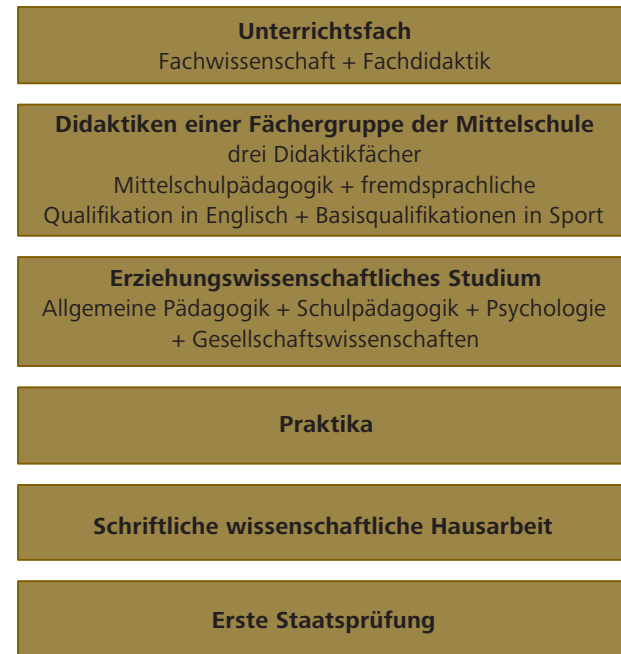 Unterrichtsfach
Fachwissenschaft + Fachdidaktik
Didaktiken einer Fächergruppe der Mittelschule
drei Didaktikfächer
Mittelschulpädagogik + fremdsprachliche
Qualifikation in Englisch + Basisqualifikationen in Sport
Erziehungswissenschaftliches Studium
Allgemeine Pädagogik + Schulpädagogik + Psychologie
+ Gesellschaftswissenschaften
Praktika
Schriftliche wissenschaftliche Hausarbeit
Erste Staatsprüfung